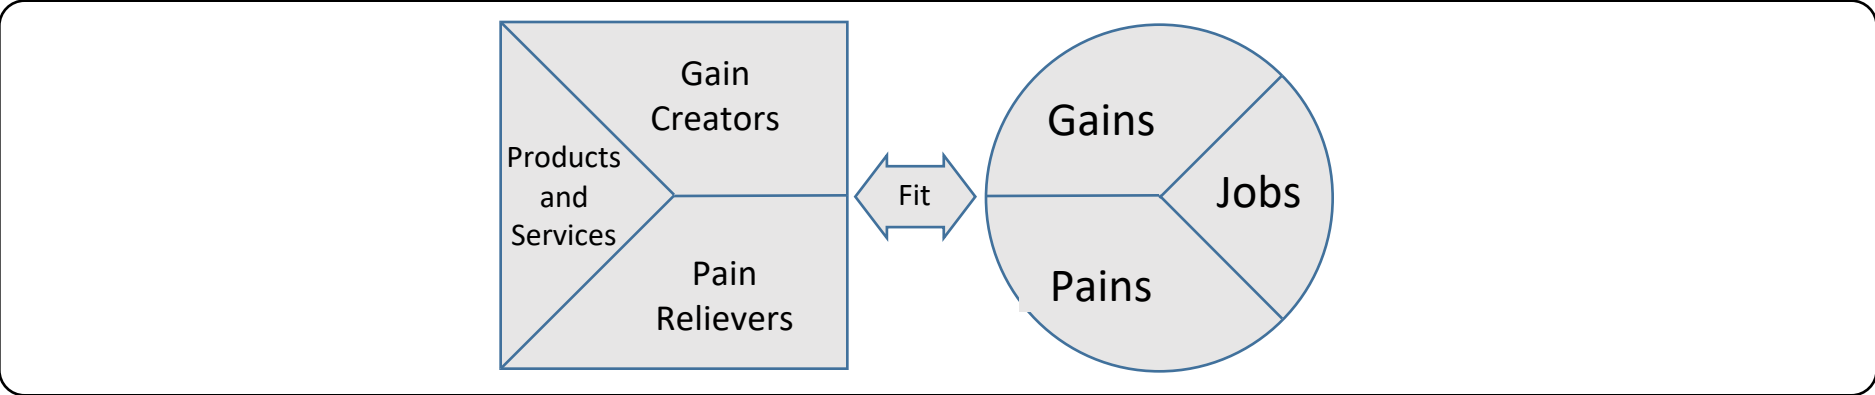 Gain
Creators
Products
and
Services
Pain
Relievers
Fit
Gains
Jobs
Pains